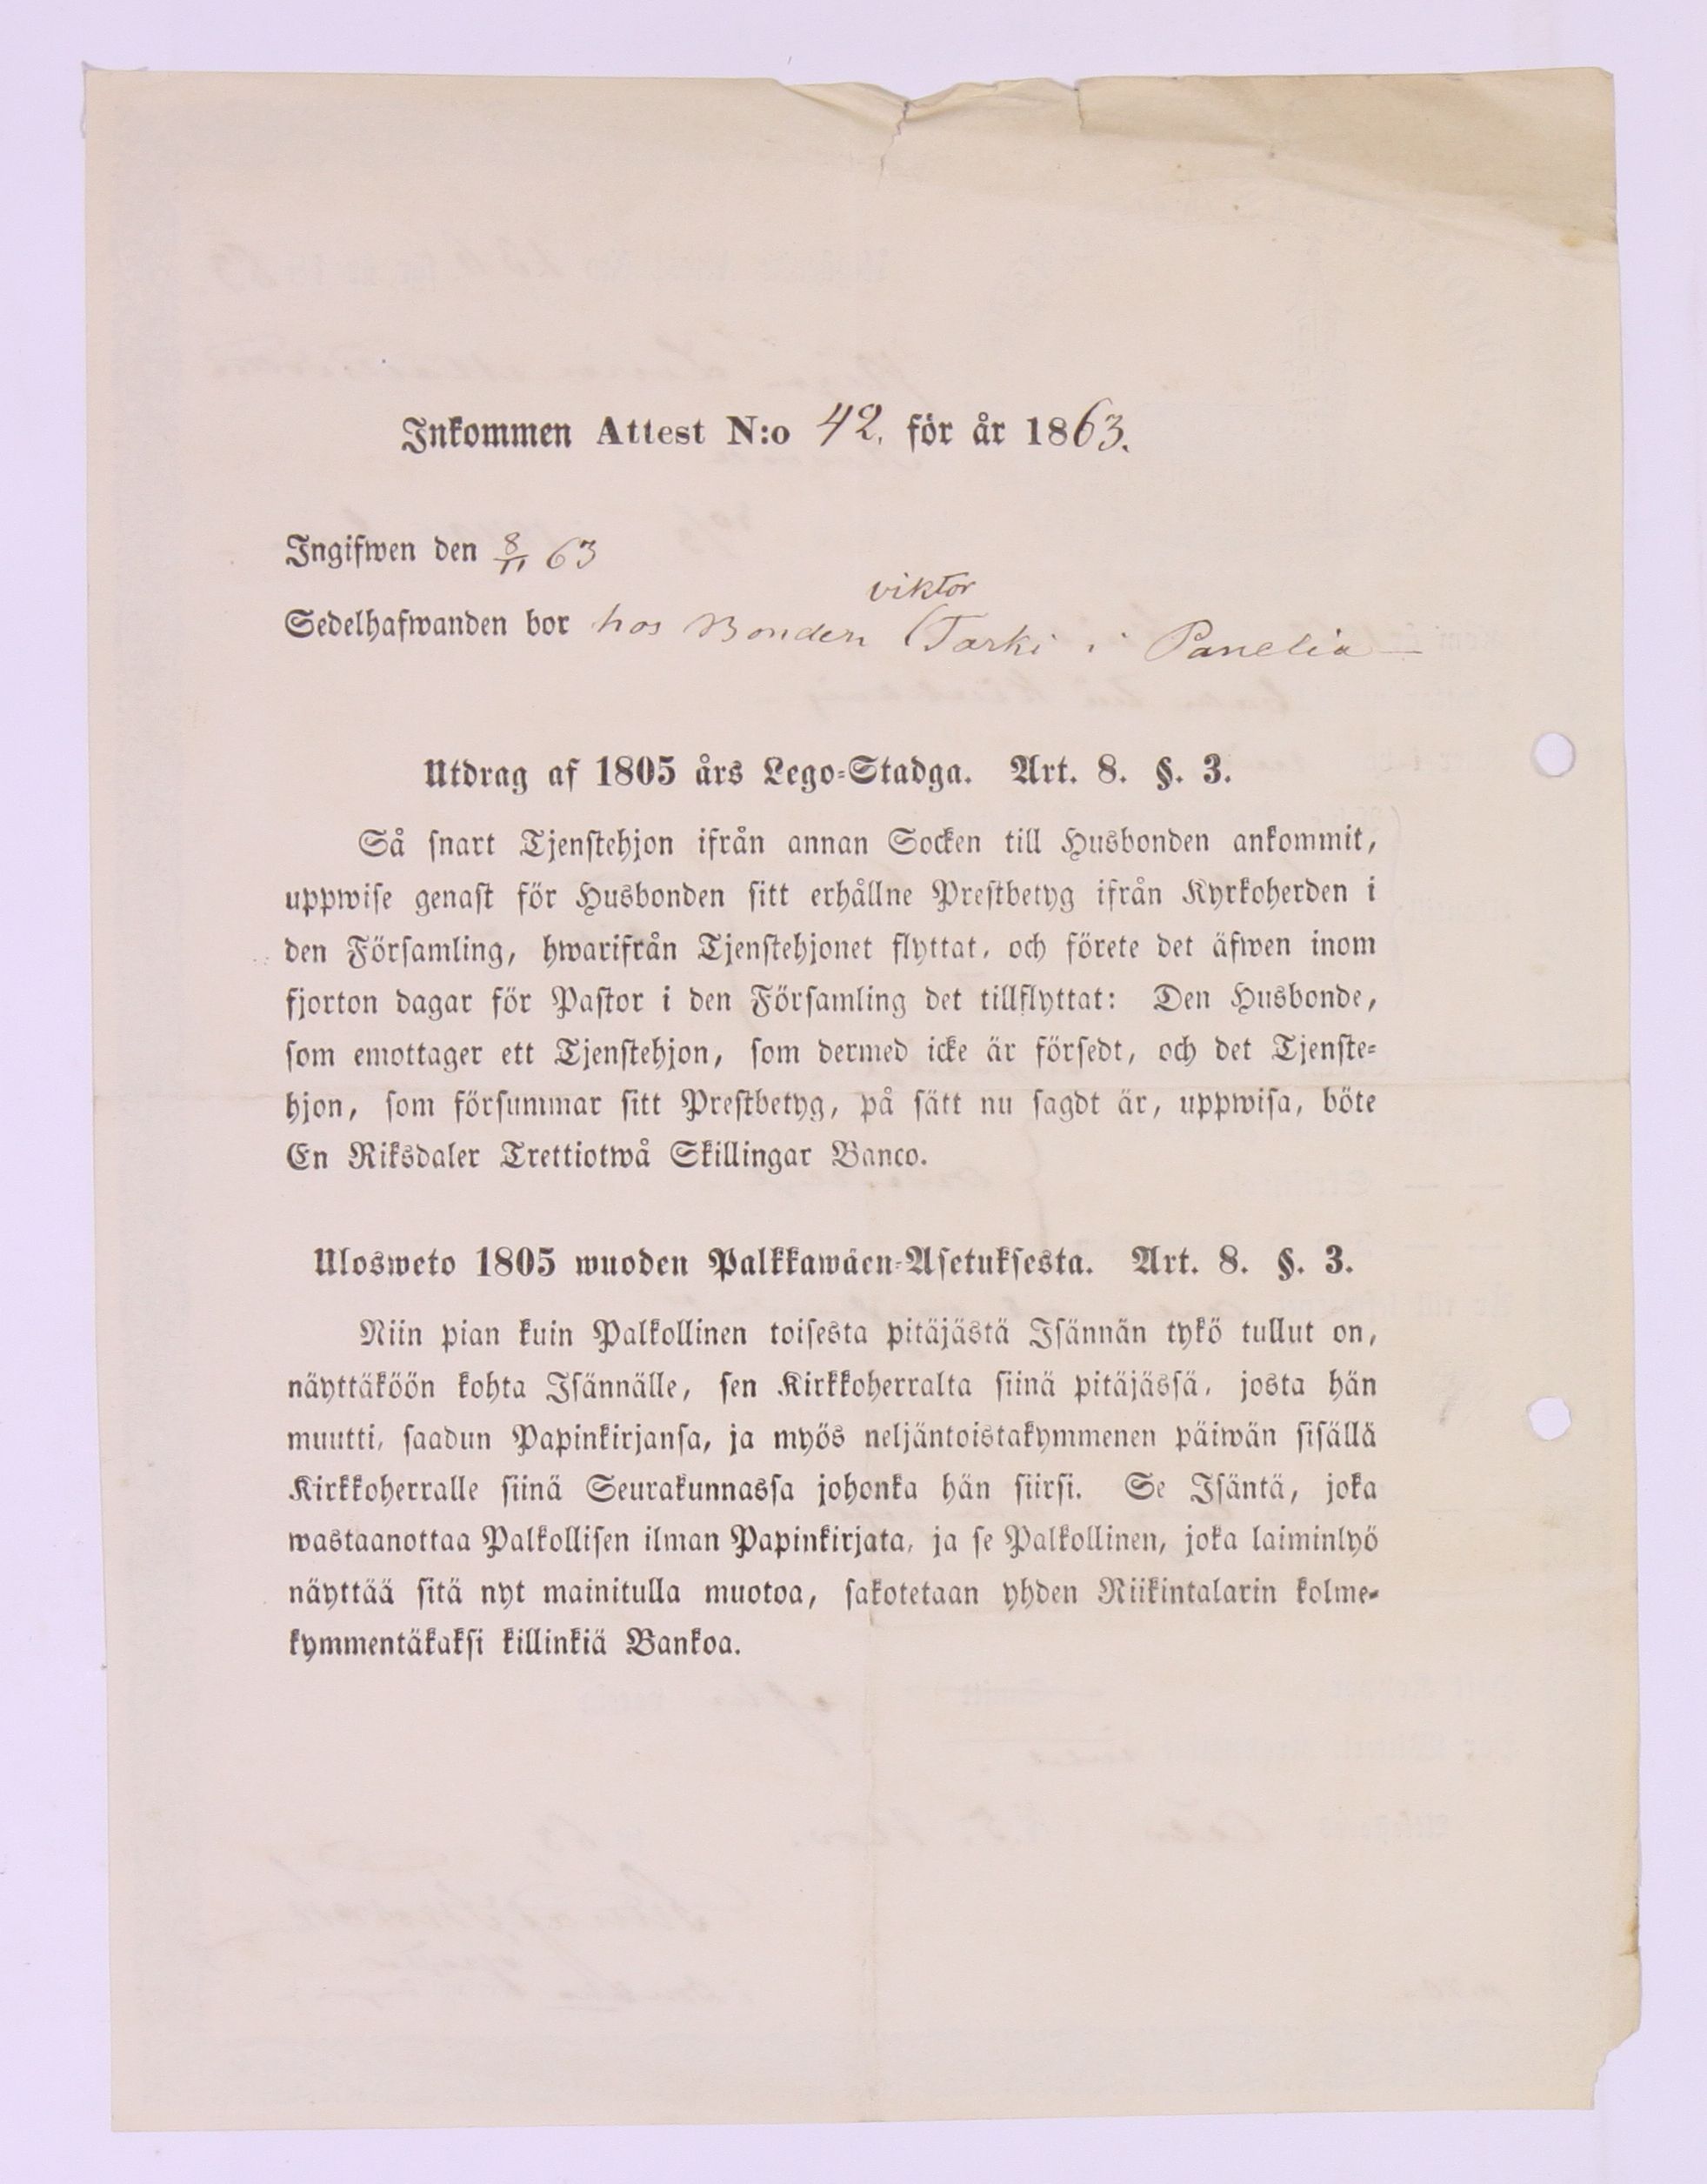 Inkommen Attest N:o 42. för år 1863.
Ingifwen den 8/11 63
viktor
Sedelhafwanden bor hos Bonden (Tarki i Panelia —
Utdrag af 1805 års Lego-Stadga. Art. 8. §. 3.
Så snart Tjenstehjon ifrån annan Socken till Husbonden ankommit,
uppwise genast för Husbonden sitt erhållne Prestbetyg ifrån Kyrkoherden i
den Församling, hwarifrån Tjenstehjonet flyttat, och förete det äfwen inom
fjorton dagar för Pastor i den Församling det tillflyttat: Den Husbonde,
som emottager ett Tjenstehjon, som dermed icke är försedt, och det Tjenste-
hjon, som försummar sitt Prestbetyg, på sätt nu sagdt är, uppwisa, böte
En Riksdaler Trettiotwå Skillingar Banco.
Ulosweto 1805 wuoden Palkkawäen-Asetuksesta. Art. 8. §. 3.
Niin pian kuin Palkollinen toisesta pitäjästä Isännän tykö tullut on,
näyttäköön kohta Isännälle, sen Kirkkoherralta siinä pitäjässä, josta hän
muutti, saadun Papinkirjansa, ja myös neljäntoistakymmenen päiwän sisällä
Kirkkoherralle siinä Seurakunnassa johonka hän siirsi. Se Isäntä, joka
wastaanottaa Palkollisen ilman Papinkirjata, ja se Palkollinen, joka laiminlyö
näyttää sitä nyt mainitulla muotoa, sakotetaan yhden Riikintalarin kolme-
kymmentäkaksi killinkiä Bankoa.